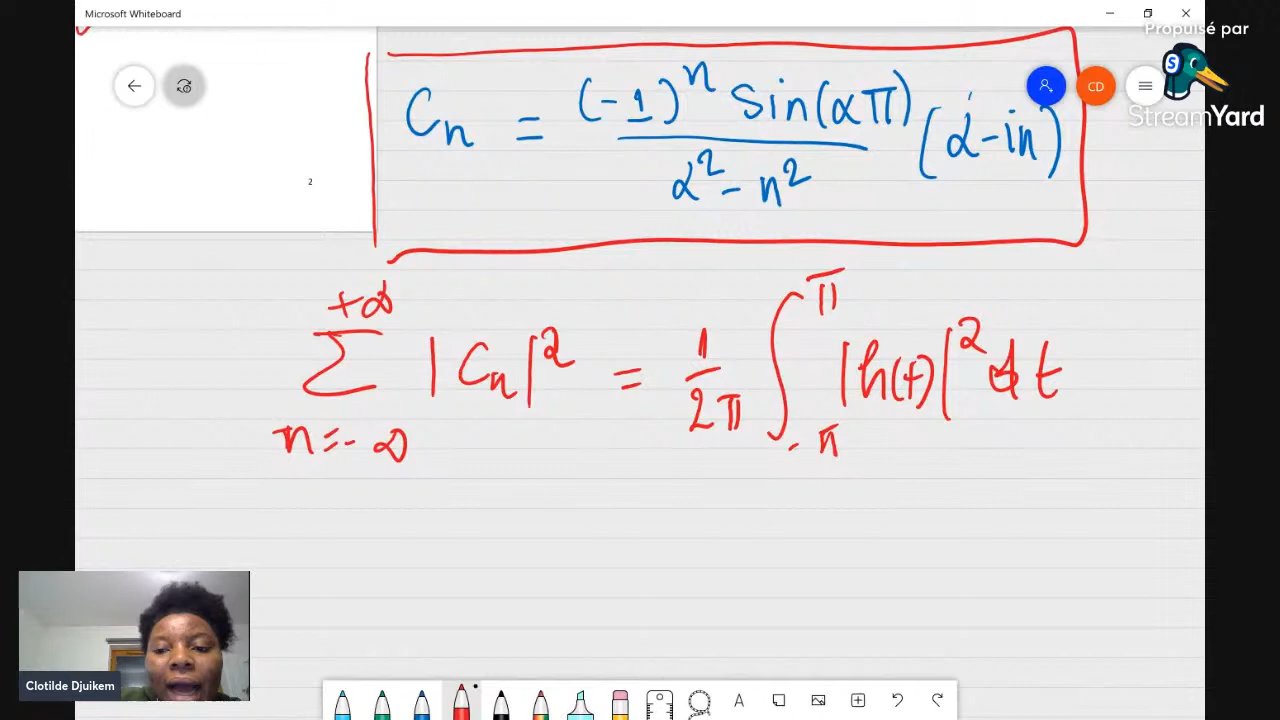 Microsoft Whiteboard
Propulsé par
StreamYard
CD
2
Cₙ = (-1)ⁿ sin(απ) / α² - n² (α - in)
+∞ ∑ n=-∞ |Cₙ|² = 1/2π ∫ -π π |h(t)|² dt
Clotilde Djuikem
A